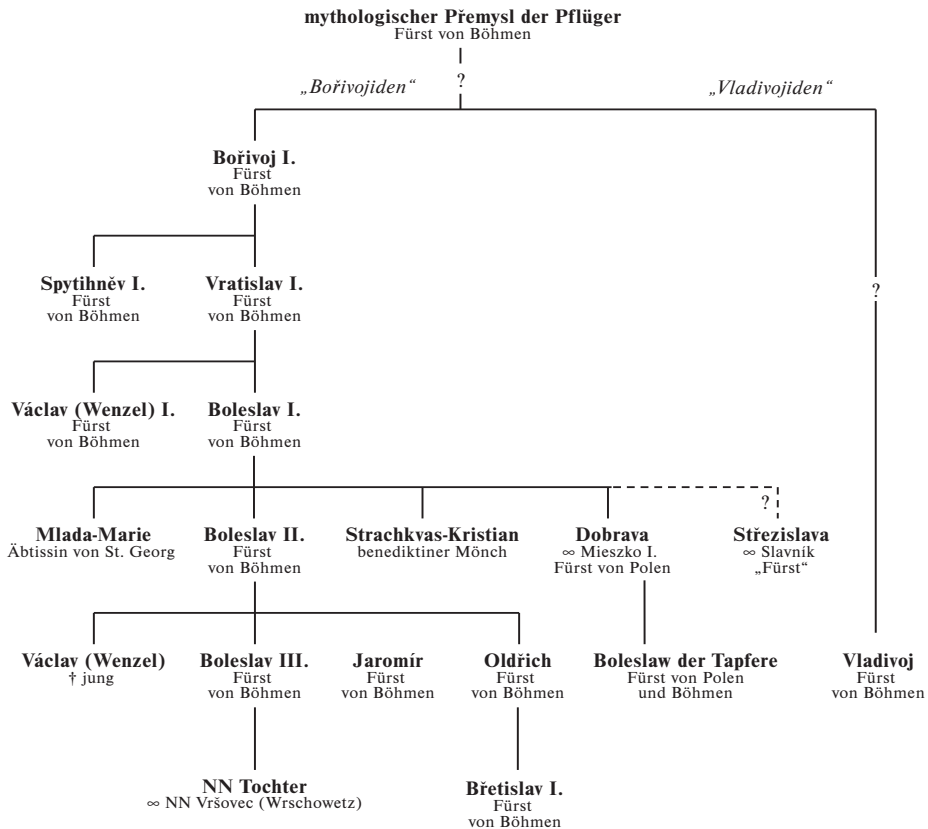 mythologischer Přemysl der Pflüger
Fürst von Böhmen
?
„Bořivojiden“
„Vladivojiden“
Bořivoj I.
Fürst
von Böhmen
Spytihněv I.
Fürst
von Böhmen
Vratislav I.
Fürst
von Böhmen
?
Václav (Wenzel) I.
Fürst
von Böhmen
Boleslav I.
Fürst
von Böhmen
?
Mlada-Marie
Äbtissin von St. Georg
Boleslav II.
Fürst
von Böhmen
Strachkvas-Kristian
benediktiner Mönch
Dobrava
∞ Mieszko I.
Fürst von Polen
Střezislava
∞ Slavník
„Fürst“
Václav (Wenzel)
† jung
Boleslav III.
Fürst
von Böhmen
Jaromír
Fürst
von Böhmen
Oldřich
Fürst
von Böhmen
Boleslaw der Tapfere
Fürst von Polen
und Böhmen
Vladivoj
Fürst
von Böhmen
NN Tochter
∞ NN Vršovec (Wrschowetz)
Břetislav I.
Fürst
von Böhmen